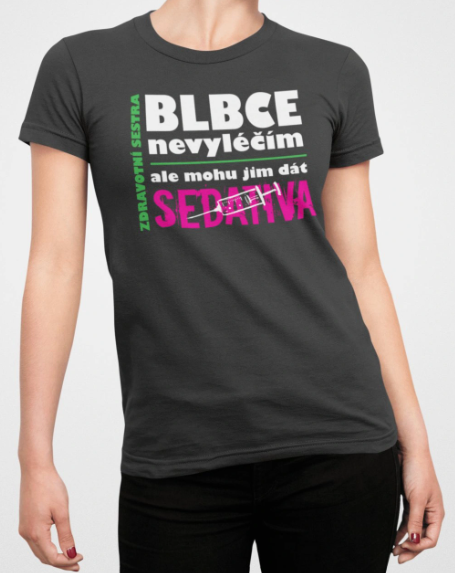 ZDRAVOTNÍ SESTRA
BLBCE
nevyléčím
ale mohu jim dát
SEDATIVA